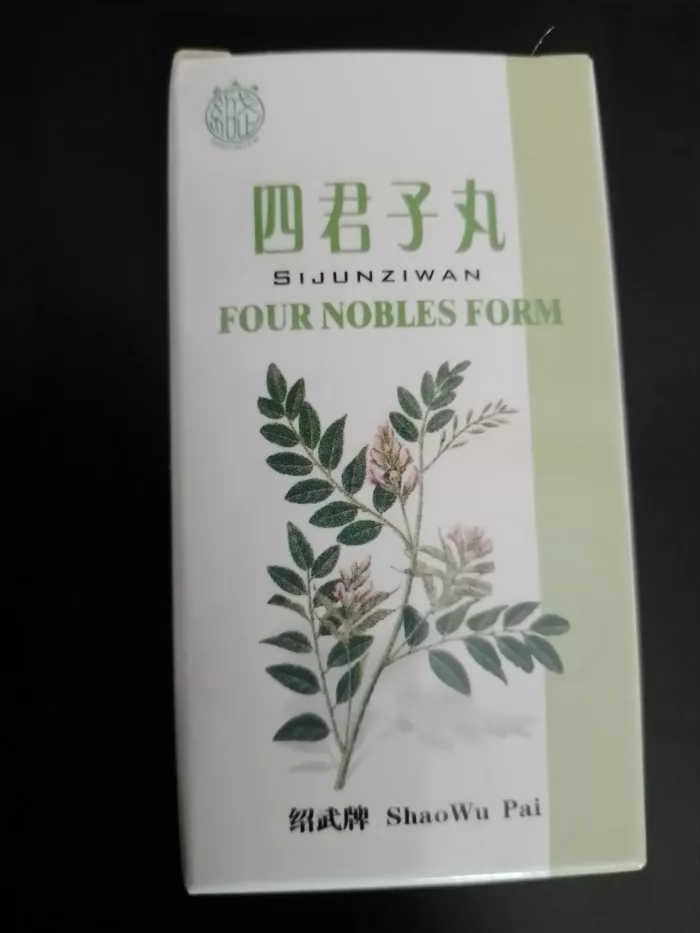 四君子丸
SIJUNZIWAN
FOUR NOBLES FORM
绍武牌 ShaoWu Pai